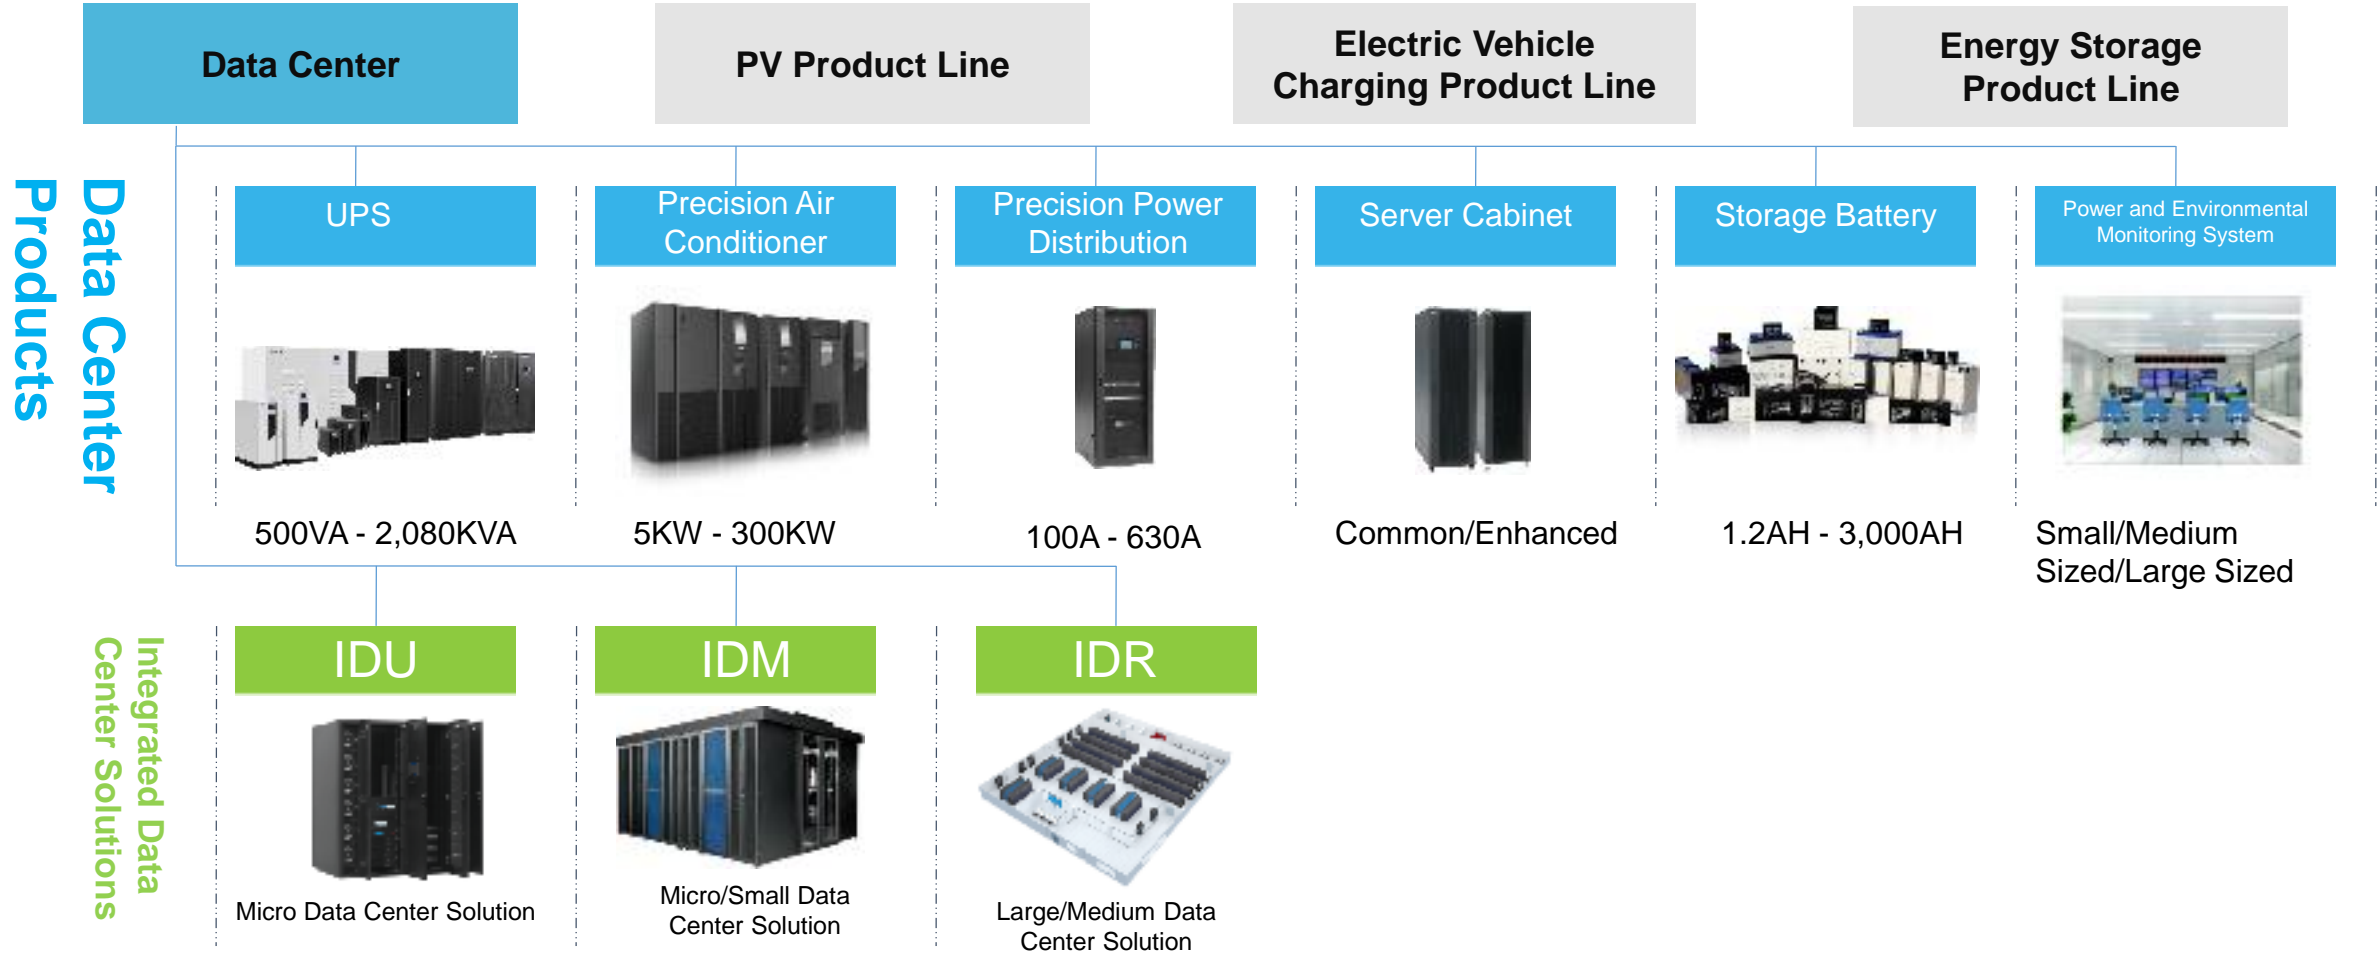 Data Center
PV Product Line
Electric Vehicle
Charging Product Line
Energy Storage
Product Line
Data Center
Products
UPS
Precision Air
Conditioner
Precision Power
Distribution
Server Cabinet
Storage Battery
Power and Environmental
Monitoring System
500VA - 2,080KVA
5KW - 300KW
100A - 630A
Common/Enhanced
1.2AH - 3,000AH
Small/Medium
Sized/Large Sized
Integrated Data
Center Solutions
IDU
IDM
IDR
Micro Data Center Solution
Micro/Small Data
Center Solution
Large/Medium Data
Center Solution